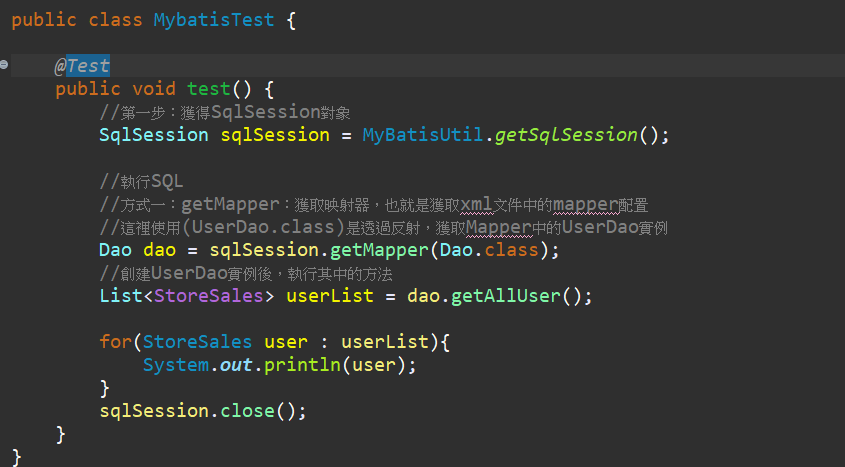 public class MybatisTest {
@Test
public void test() {
//第一步：獲得SqlSession對象
SqlSession sqlSession = MyBatisUtil.getSqlSession();
//執行SQL
//方式一：getMapper：獲取映射器，也就是獲取xml文件中的mapper配置
//這裡使用(UserDao.class)是透過反射，獲取Mapper中的UserDao實例
Dao dao = sqlSession.getMapper(Dao.class);
//創建UserDao實例後，執行其中的方法
List<StoreSales> userList = dao.getAllUser();
for(StoreSales user : userList){
System.out.println(user);
}
sqlSession.close();
}
}